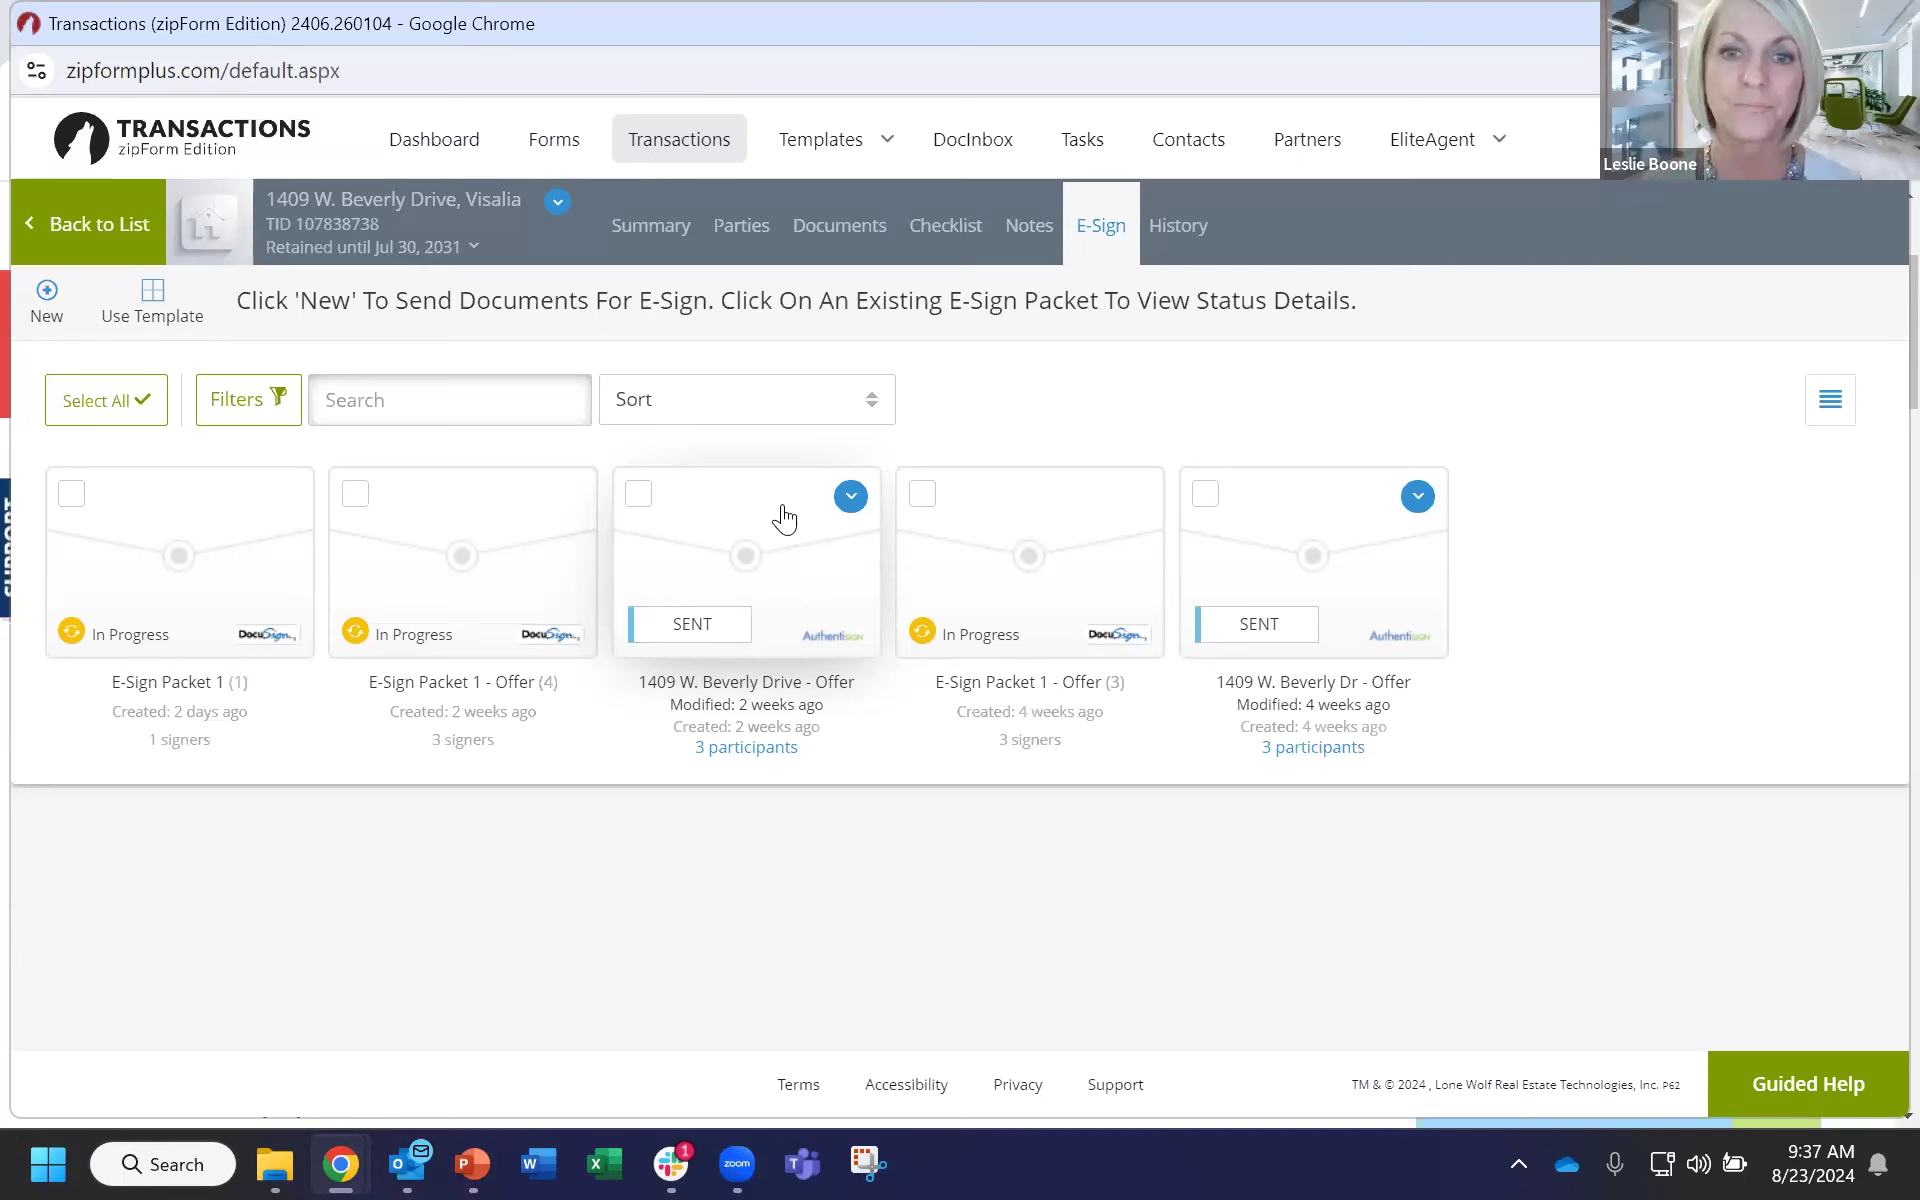 Transactions (zipForm Edition) 2406.260104 - Google Chrome
zipformplus.com/default.aspx
TRANSACTIONS
zipForm Edition
Dashboard
Forms
Transactions
Templates
DocInbox
Tasks
Contacts
Partners
EliteAgent
Leslie Boone
Back to List
1409 W. Beverly Drive, Visalia
TID 107838738
Retained until Jul 30, 2031
Summary
Parties
Documents
Checklist
Notes
E-Sign
History
New
Use Template
Click 'New' To Send Documents For E-Sign. Click On An Existing E-Sign Packet To View Status Details.
Select All
Filters
Search
Sort
SUPPORT
In Progress
DocuSign
In Progress
DocuSign
SENT
AuthentiSIGN
In Progress
DocuSign
SENT
AuthentiSIGN
E-Sign Packet 1 (1)
Created: 2 days ago
1 signers
E-Sign Packet 1 - Offer (4)
Created: 2 weeks ago
3 signers
1409 W. Beverly Drive - Offer
Modified: 2 weeks ago
Created: 2 weeks ago
3 participants
E-Sign Packet 1 - Offer (3)
Created: 4 weeks ago
3 signers
1409 W. Beverly Dr - Offer
Modified: 4 weeks ago
Created: 4 weeks ago
3 participants
Terms
Accessibility
Privacy
Support
TM & © 2024 , Lone Wolf Real Estate Technologies, Inc. P62
Guided Help
Search
1
zoom
9:37 AM
8/23/2024